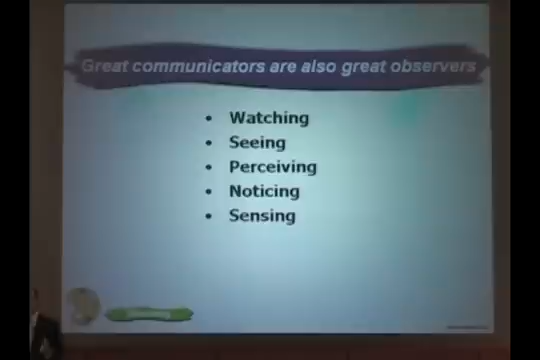 Great communicators are also great observers
• Watching
• Seeing
• Perceiving
• Noticing
• Sensing